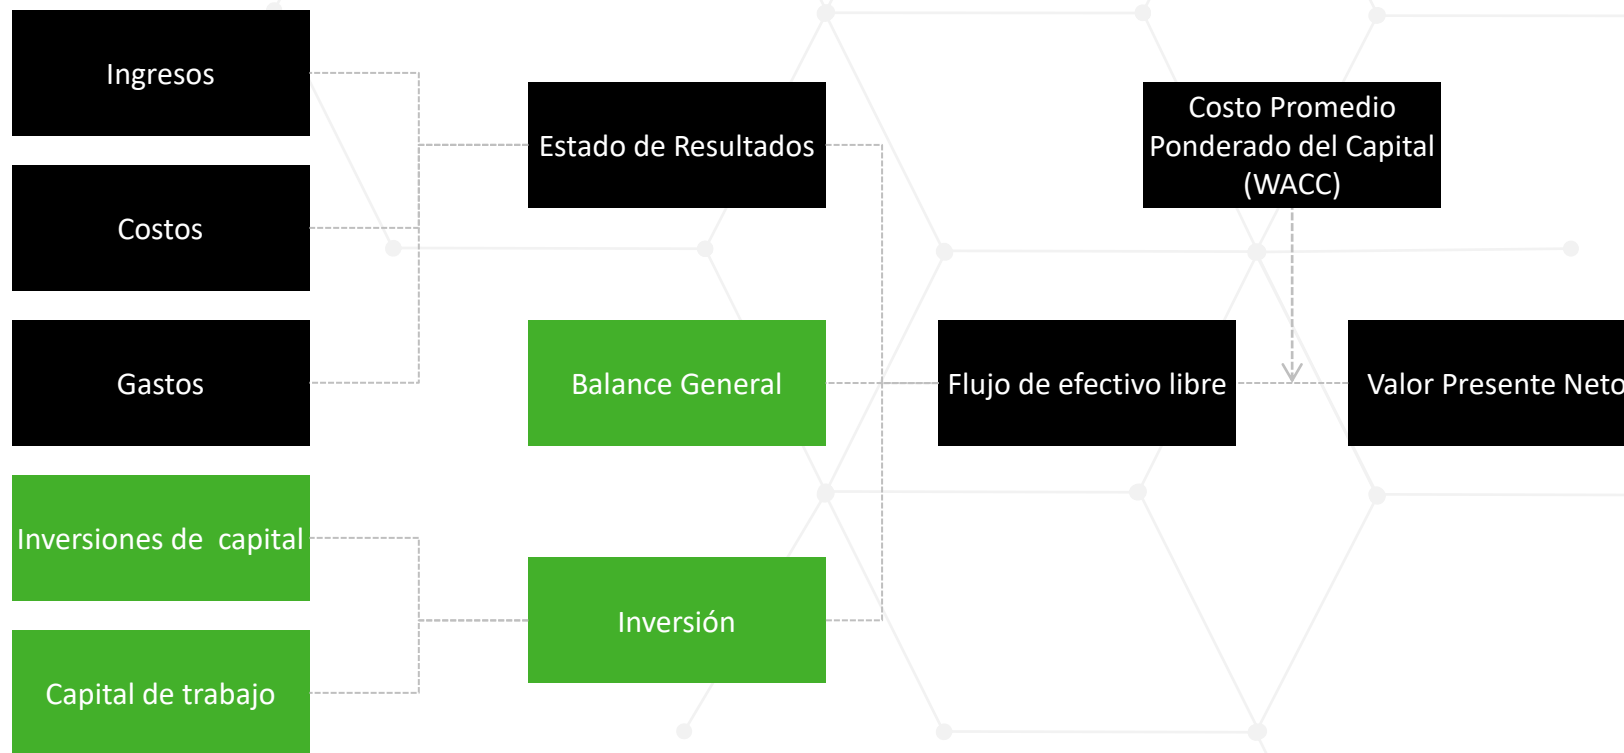 Ingresos
Costos
Gastos
Inversiones de  capital
Capital de trabajo
Estado de Resultados
Balance General
Inversión
Flujo de efectivo libre
Costo Promedio
Ponderado del Capital
(WACC)
Valor Presente Neto